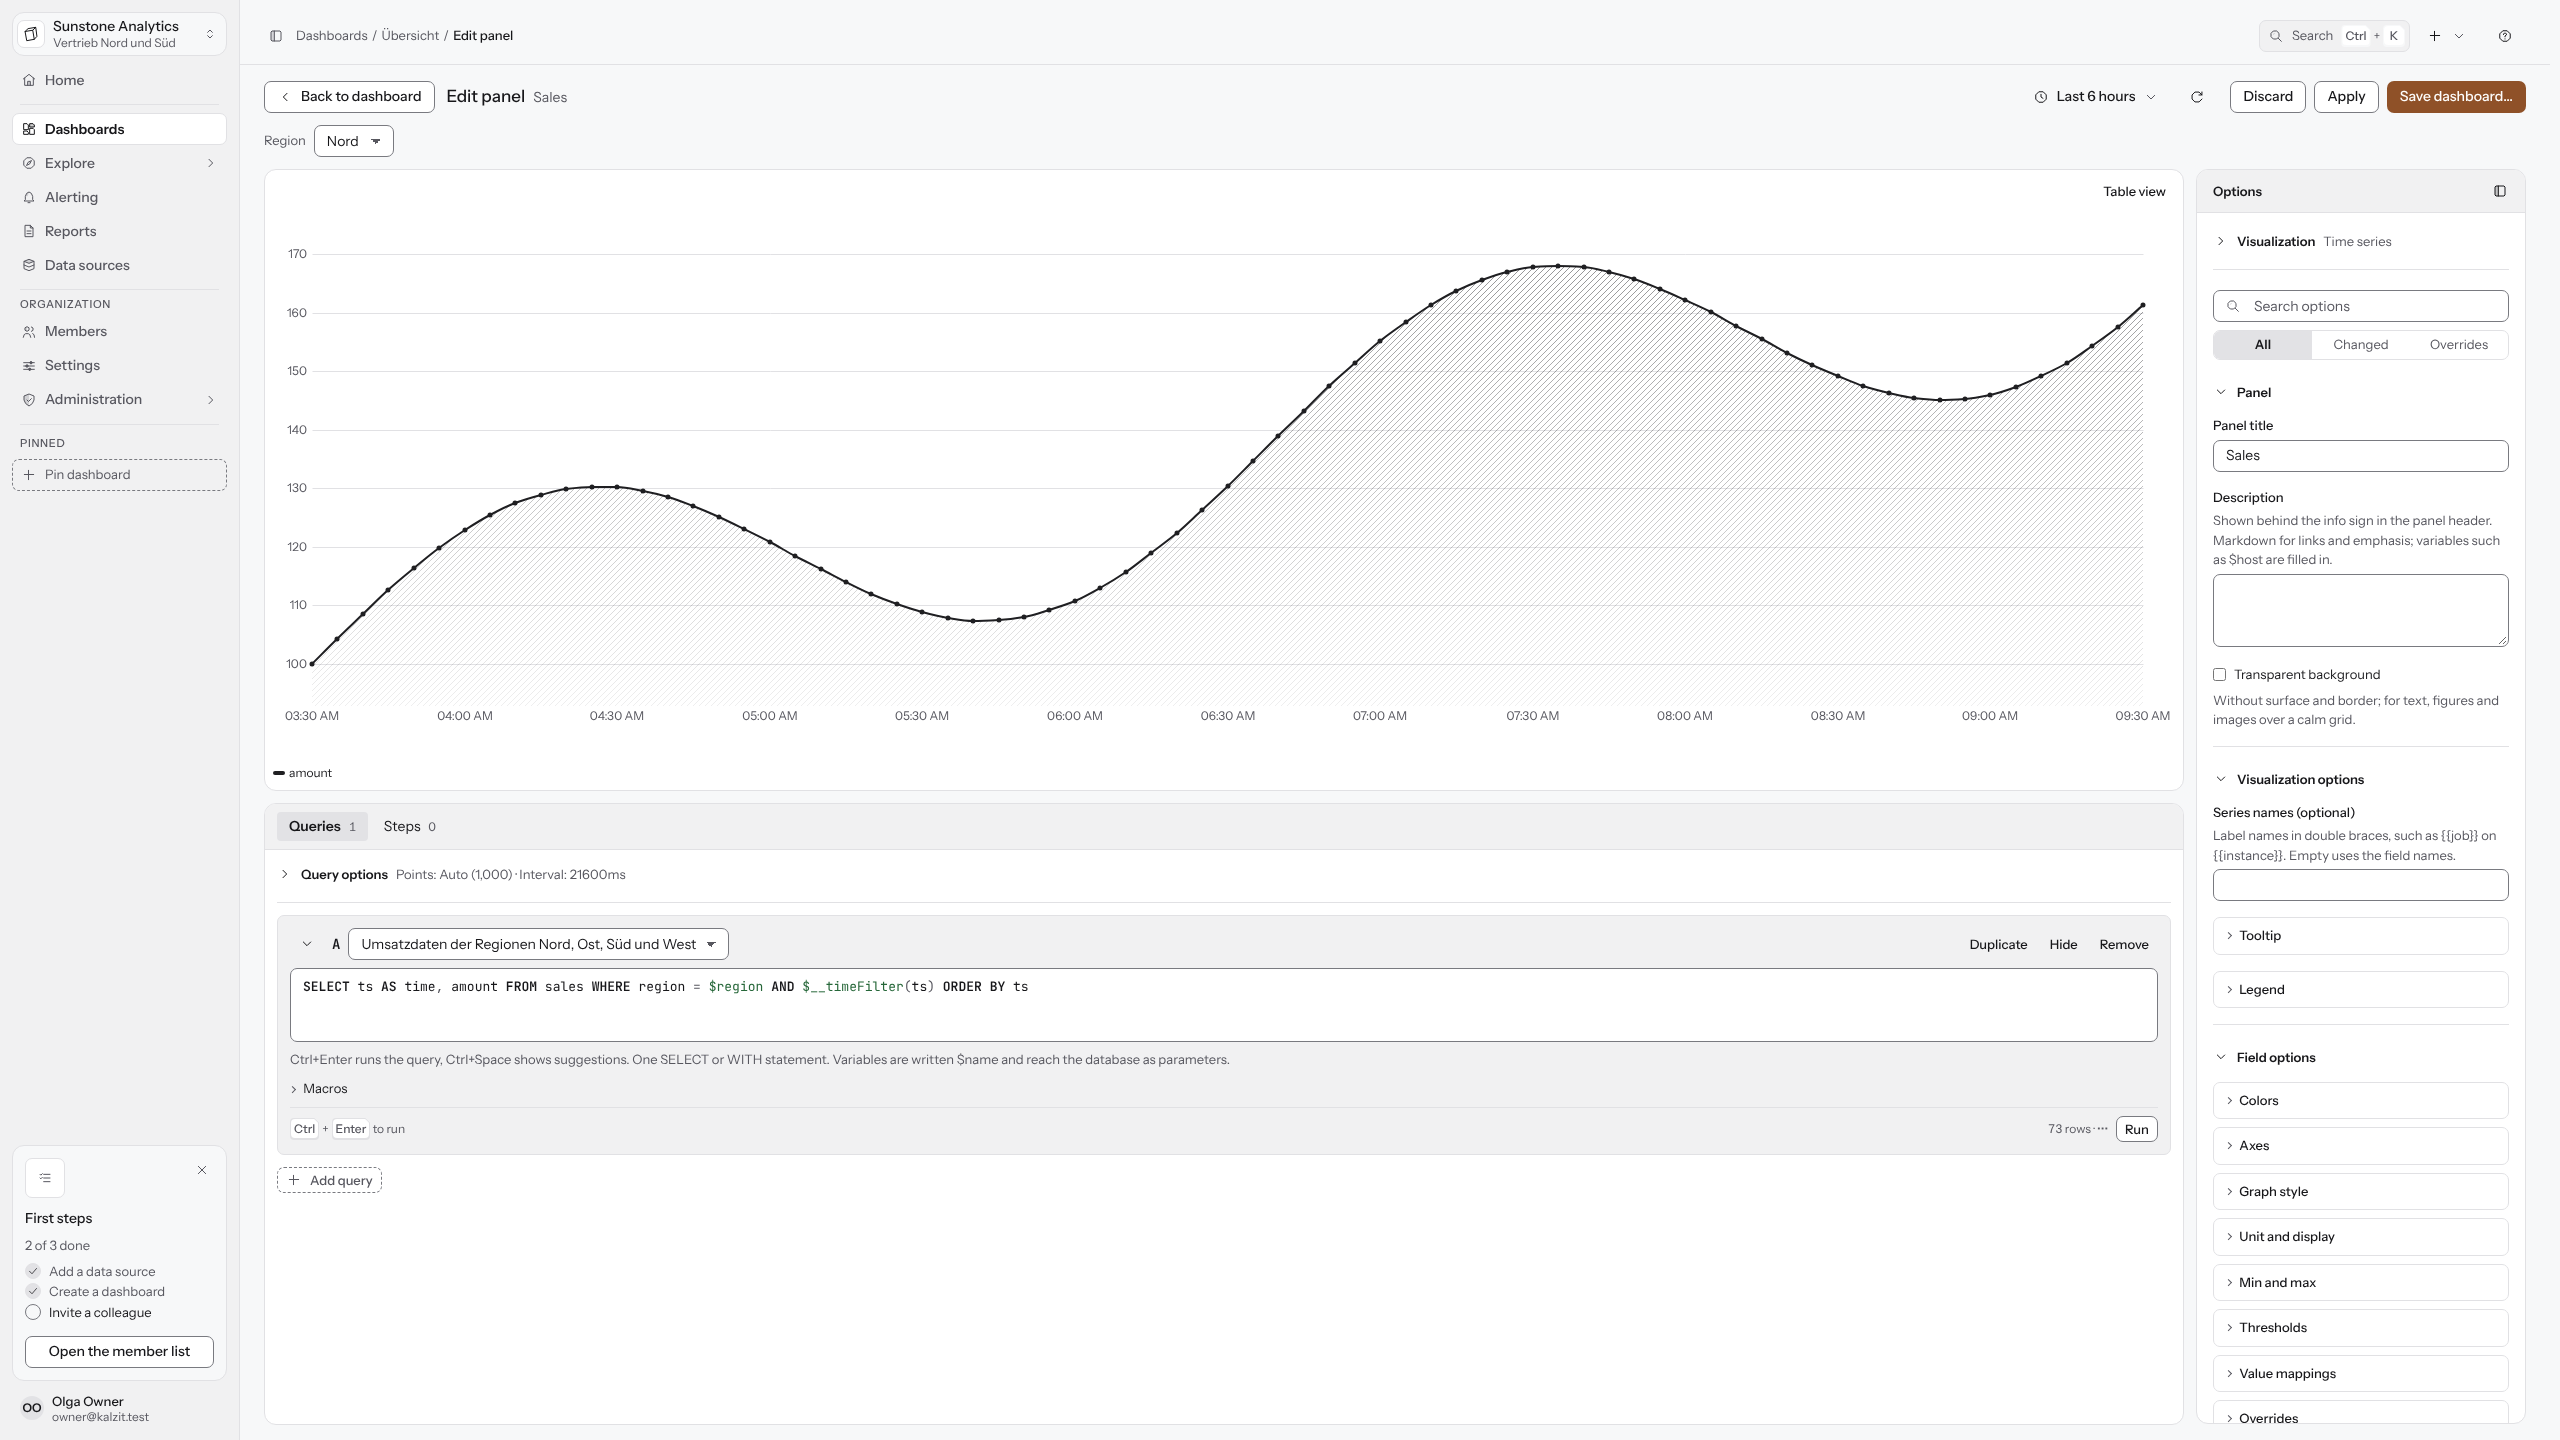 Sunstone Analytics
Vertrieb Nord und Süd
Home
Dashboards
Explore
Alerting
Reports
Data sources
ORGANIZATION
Members
Settings
Administration
PINNED
Pin dashboard
First steps
2 of 3 done
Add a data source
Create a dashboard
Invite a colleague
Open the member list
OO
Olga Owner
owner@kalzit.test
Dashboards / Übersicht / Edit panel
Search Ctrl + K
Back to dashboard
Edit panel Sales
Last 6 hours
Discard
Apply
Save dashboard...
Region Nord
Table view
170
160
150
140
130
120
110
100
03:30 AM 04:00 AM 04:30 AM 05:00 AM 05:30 AM 06:00 AM 06:30 AM 07:00 AM 07:30 AM 08:00 AM 08:30 AM 09:00 AM 09:30 AM
amount
Queries 1 Steps 0
Query options Points: Auto (1,000) · Interval: 21600ms
A Umsatzdaten der Regionen Nord, Ost, Süd und West
Duplicate Hide Remove
SELECT ts AS time, amount FROM sales WHERE region = $region AND $__timeFilter(ts) ORDER BY ts
Ctrl+Enter runs the query, Ctrl+Space shows suggestions. One SELECT or WITH statement. Variables are written $name and reach the database as parameters.
Macros
Ctrl + Enter to run
73 rows · ···
Run
Add query
Options
Visualization Time series
Search options
All Changed Overrides
Panel
Panel title
Sales
Description
Shown behind the info sign in the panel header.
Markdown for links and emphasis; variables such
as $host are filled in.
Transparent background
Without surface and border; for text, figures and
images over a calm grid.
Visualization options
Series names (optional)
Label names in double braces, such as {{job}} on
{{instance}}. Empty uses the field names.
Tooltip
Legend
Field options
Colors
Axes
Graph style
Unit and display
Min and max
Thresholds
Value mappings
Overrides